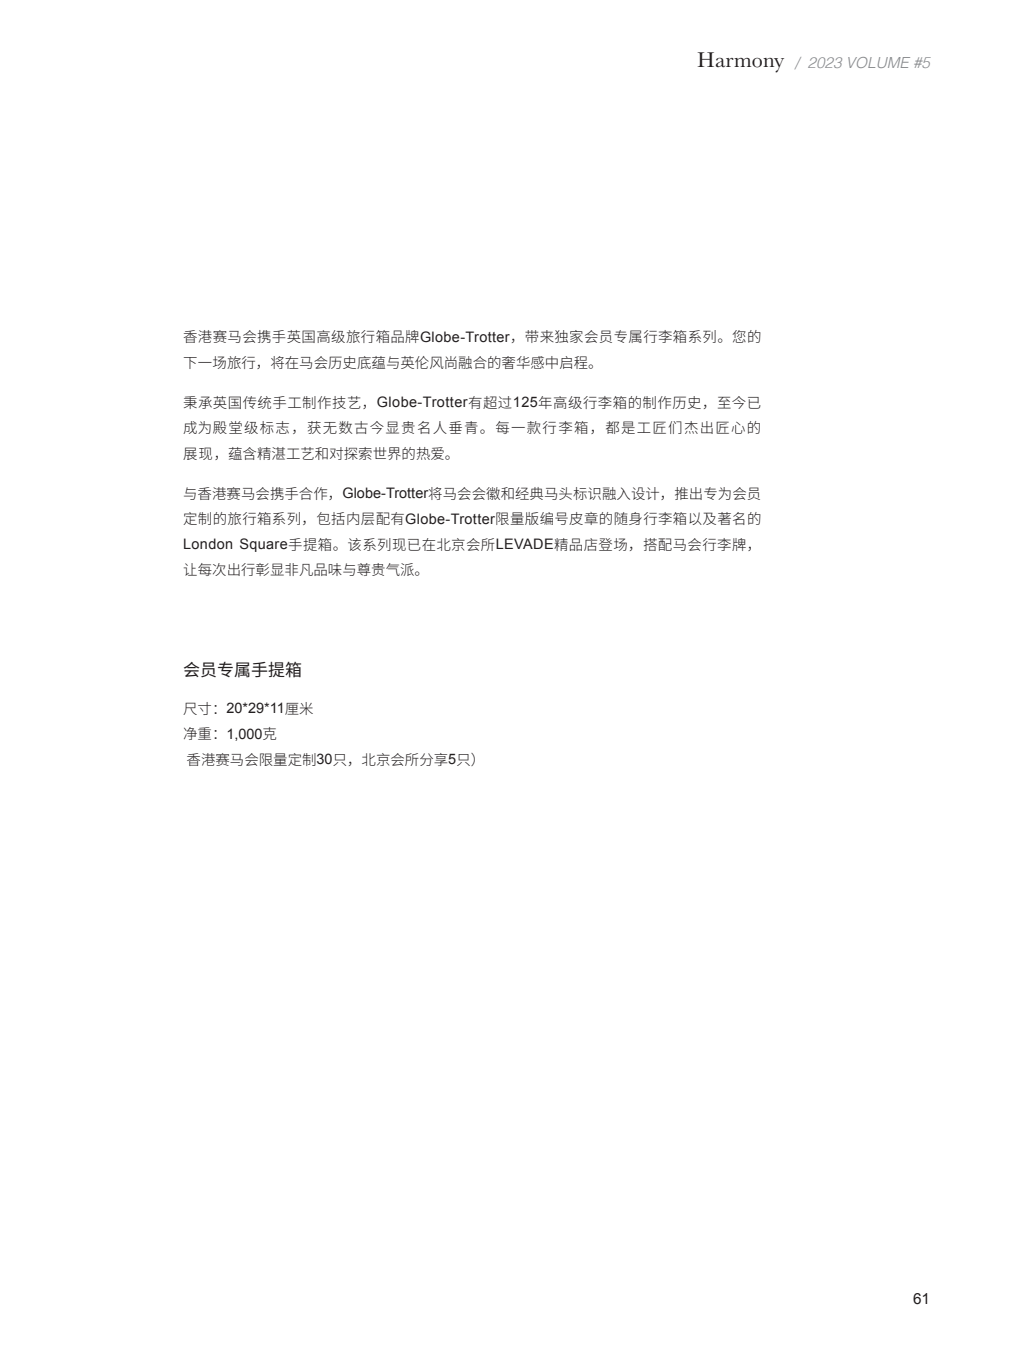 Harmony / 2023 VOLUME #5
香港赛马会携手英国高级旅行箱品牌Globe-Trotter，带来独家会员专属行李箱系列。您的
下一场旅行，将在马会历史底蕴与英伦风尚融合的奢华感中启程。
秉承英国传统手工制作技艺，Globe-Trotter有超过125年高级行李箱的制作历史，至今已
成为殿堂级标志，获无数古今显贵名人垂青。每一款行李箱，都是工匠们杰出匠心的
展现，蕴含精湛工艺和对探索世界的热爱。
与香港赛马会携手合作，Globe-Trotter将马会会徽和经典马头标识融入设计，推出专为会员
定制的旅行箱系列，包括内层配有Globe-Trotter限量版编号皮章的随身行李箱以及著名的
London Square手提箱。该系列现已在北京会所LEVADE精品店登场，搭配马会行李牌，
让每次出行彰显非凡品味与尊贵气派。
会员专属手提箱
尺寸：20*29*11厘米
净重：1,000克
香港赛马会限量定制30只，北京会所分享5只）
61